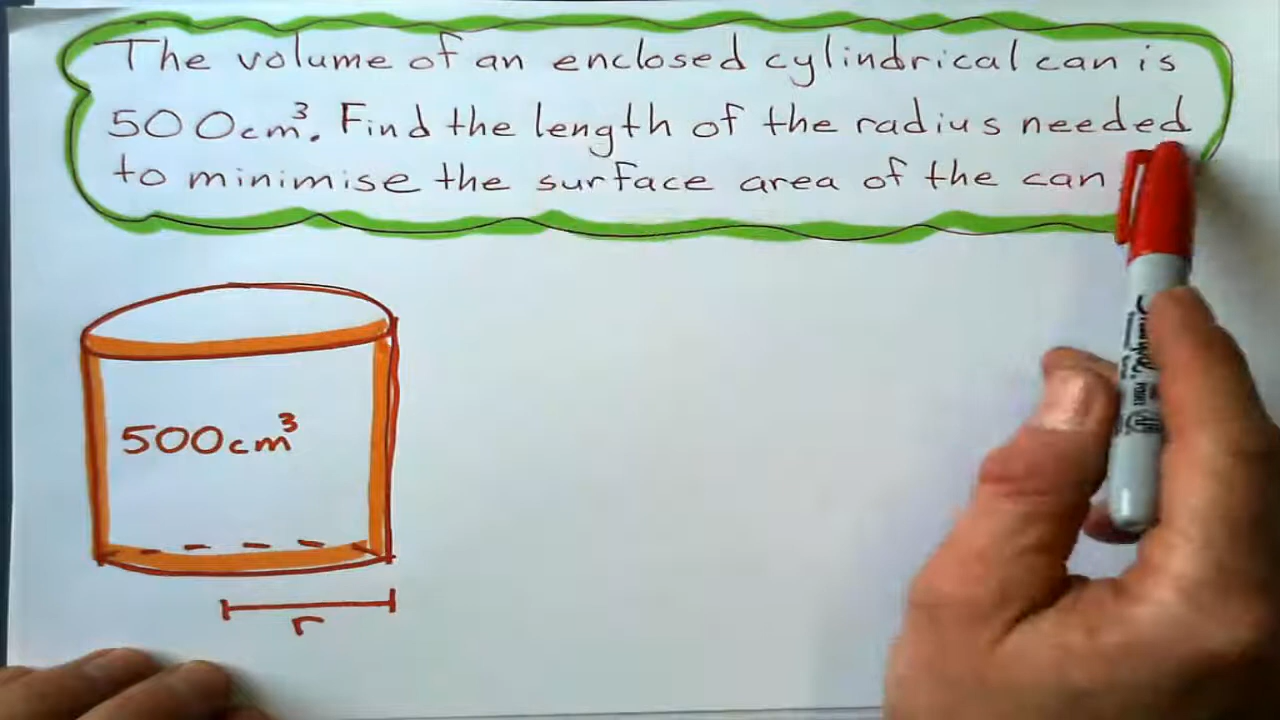 The volume of an enclosed cylindrical can is
500cm³. Find the length of the radius needed
to minimise the surface area of the can
500cm³
r